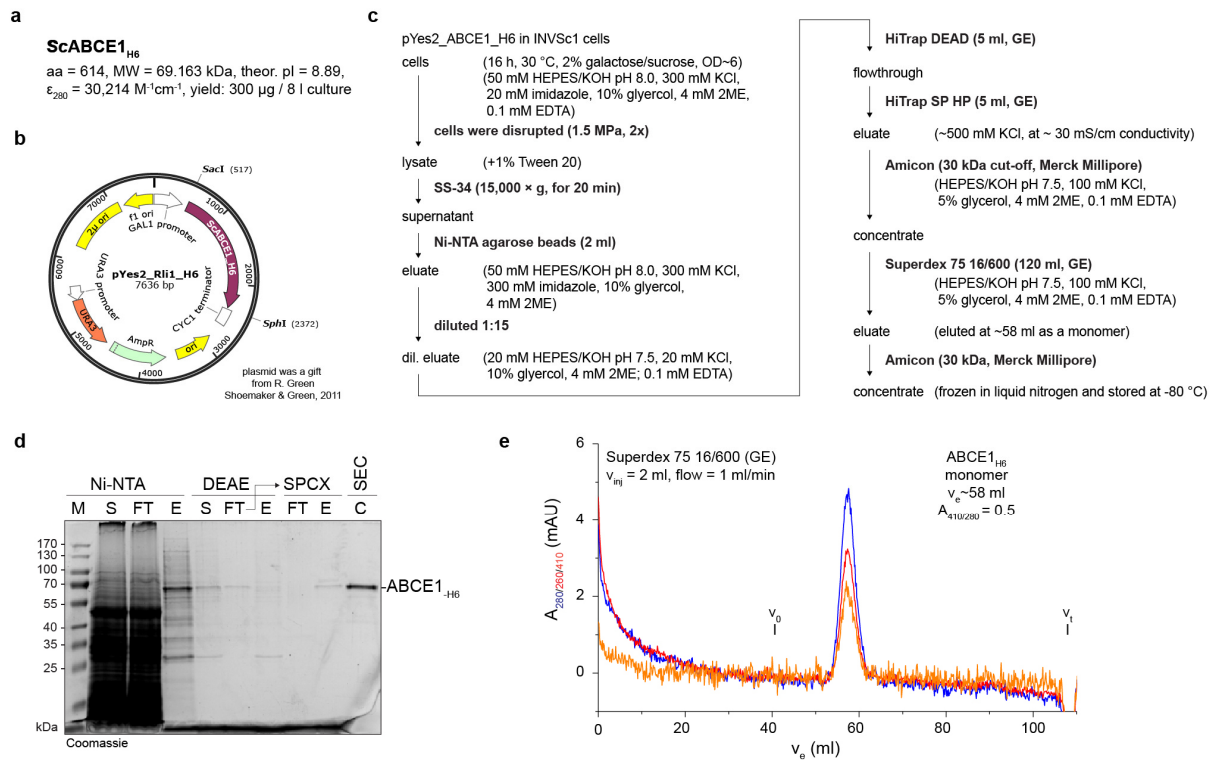 a
ScABCE1H6
aa = 614, MW = 69.163 kDa, theor. pI = 8.89,
ε280 = 30,214 M-1cm-1, yield: 300 µg / 8 l culture
b
SacI (517)
1000
2000
SphI (2372)
3000
4000
5000
6000
7000
f1 ori
GAL1 promoter
ScABCE1_H6
CYC1 terminator
ori
AmpR
URA3
URA3 promoter
2µ ori
pYes2_Rli1_H6
7636 bp
plasmid was a gift
from R. Green
Shoemaker & Green, 2011
c
pYes2_ABCE1_H6 in INVSc1 cells
cells (16 h, 30 °C, 2% galactose/sucrose, OD~6)
(50 mM HEPES/KOH pH 8.0, 300 mM KCl,
20 mM imidazole, 10% glycercol, 4 mM 2ME,
0.1 mM EDTA)
cells were disrupted (1.5 MPa, 2x)
lysate (+1% Tween 20)
SS-34 (15,000 × g, for 20 min)
supernatant
Ni-NTA agarose beads (2 ml)
eluate (50 mM HEPES/KOH pH 8.0, 300 mM KCl,
300 mM imidazole, 10% glycercol,
4 mM 2ME)
diluted 1:15
dil. eluate (20 mM HEPES/KOH pH 7.5, 20 mM KCl,
10% glycercol, 4 mM 2ME; 0.1 mM EDTA)
HiTrap DEAD (5 ml, GE)
flowthrough
HiTrap SP HP (5 ml, GE)
eluate (~500 mM KCl, at ~ 30 mS/cm conductivity)
Amicon (30 kDa cut-off, Merck Millipore)
(HEPES/KOH pH 7.5, 100 mM KCl,
5% glycerol, 4 mM 2ME, 0.1 mM EDTA)
concentrate
Superdex 75 16/600 (120 ml, GE)
(HEPES/KOH pH 7.5, 100 mM KCl,
5% glycerol, 4 mM 2ME, 0.1 mM EDTA)
eluate (eluted at ~58 ml as a monomer)
Amicon (30 kDa, Merck Millipore)
concentrate (frozen in liquid nitrogen and stored at -80 °C)
d
Ni-NTA DEAE SPCX SEC
M S FT E S FT E FT E C
170
130
100
70
55
40
35
25
kDa
-ABCE1-H6
Coomassie
e
Superdex 75 16/600 (GE)
vinj = 2 ml, flow = 1 ml/min
ABCE1H6
monomer
ve~58 ml
A410/280 = 0.5
A280/260/410 (mAU)
6
4
2
0
v0
vt
0 20 40 60 80 100
ve (ml)